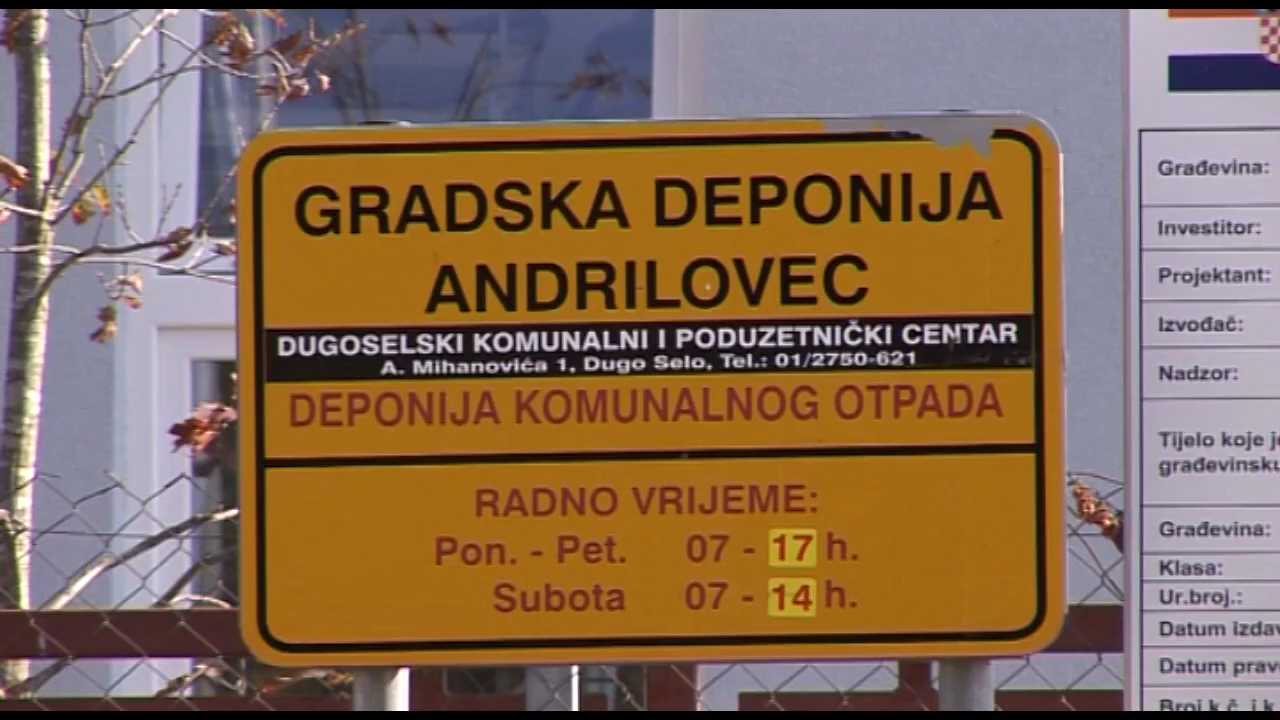 GRADSKA DEPONIJA
ANDRILOVEC
DUGOSELSKI KOMUNALNI I PODUZETNIČKI CENTAR
A. Mihanovića 1, Dugo Selo, Tel.: 01/2750-621
DEPONIJA KOMUNALNOG OTPADA
RADNO VRIJEME:
Pon. - Pet. 07 - 17 h.
Subota 07 - 14 h.
Građevina:
Investitor:
Projektant:
Izvođač:
Nadzor:
Tijelo koje
Građevina:
Klasa:
Ur.broj.:
Datum
Datum